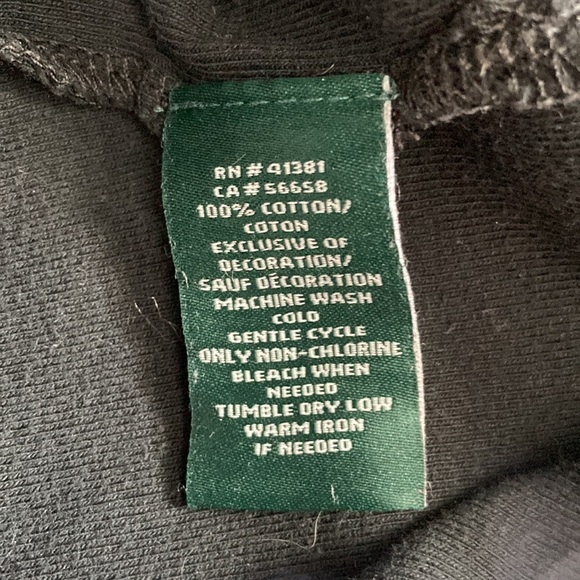 RN # 41381
CA # 56658
100% COTTON/
COTON
EXCLUSIVE OF
DECORATION/
SAUF DÉCORATION
MACHINE WASH
COLD
GENTLE CYCLE
ONLY NON-CHLORINE
BLEACH WHEN
NEEDED
TUMBLE DRY LOW
WARM IRON
IF NEEDED